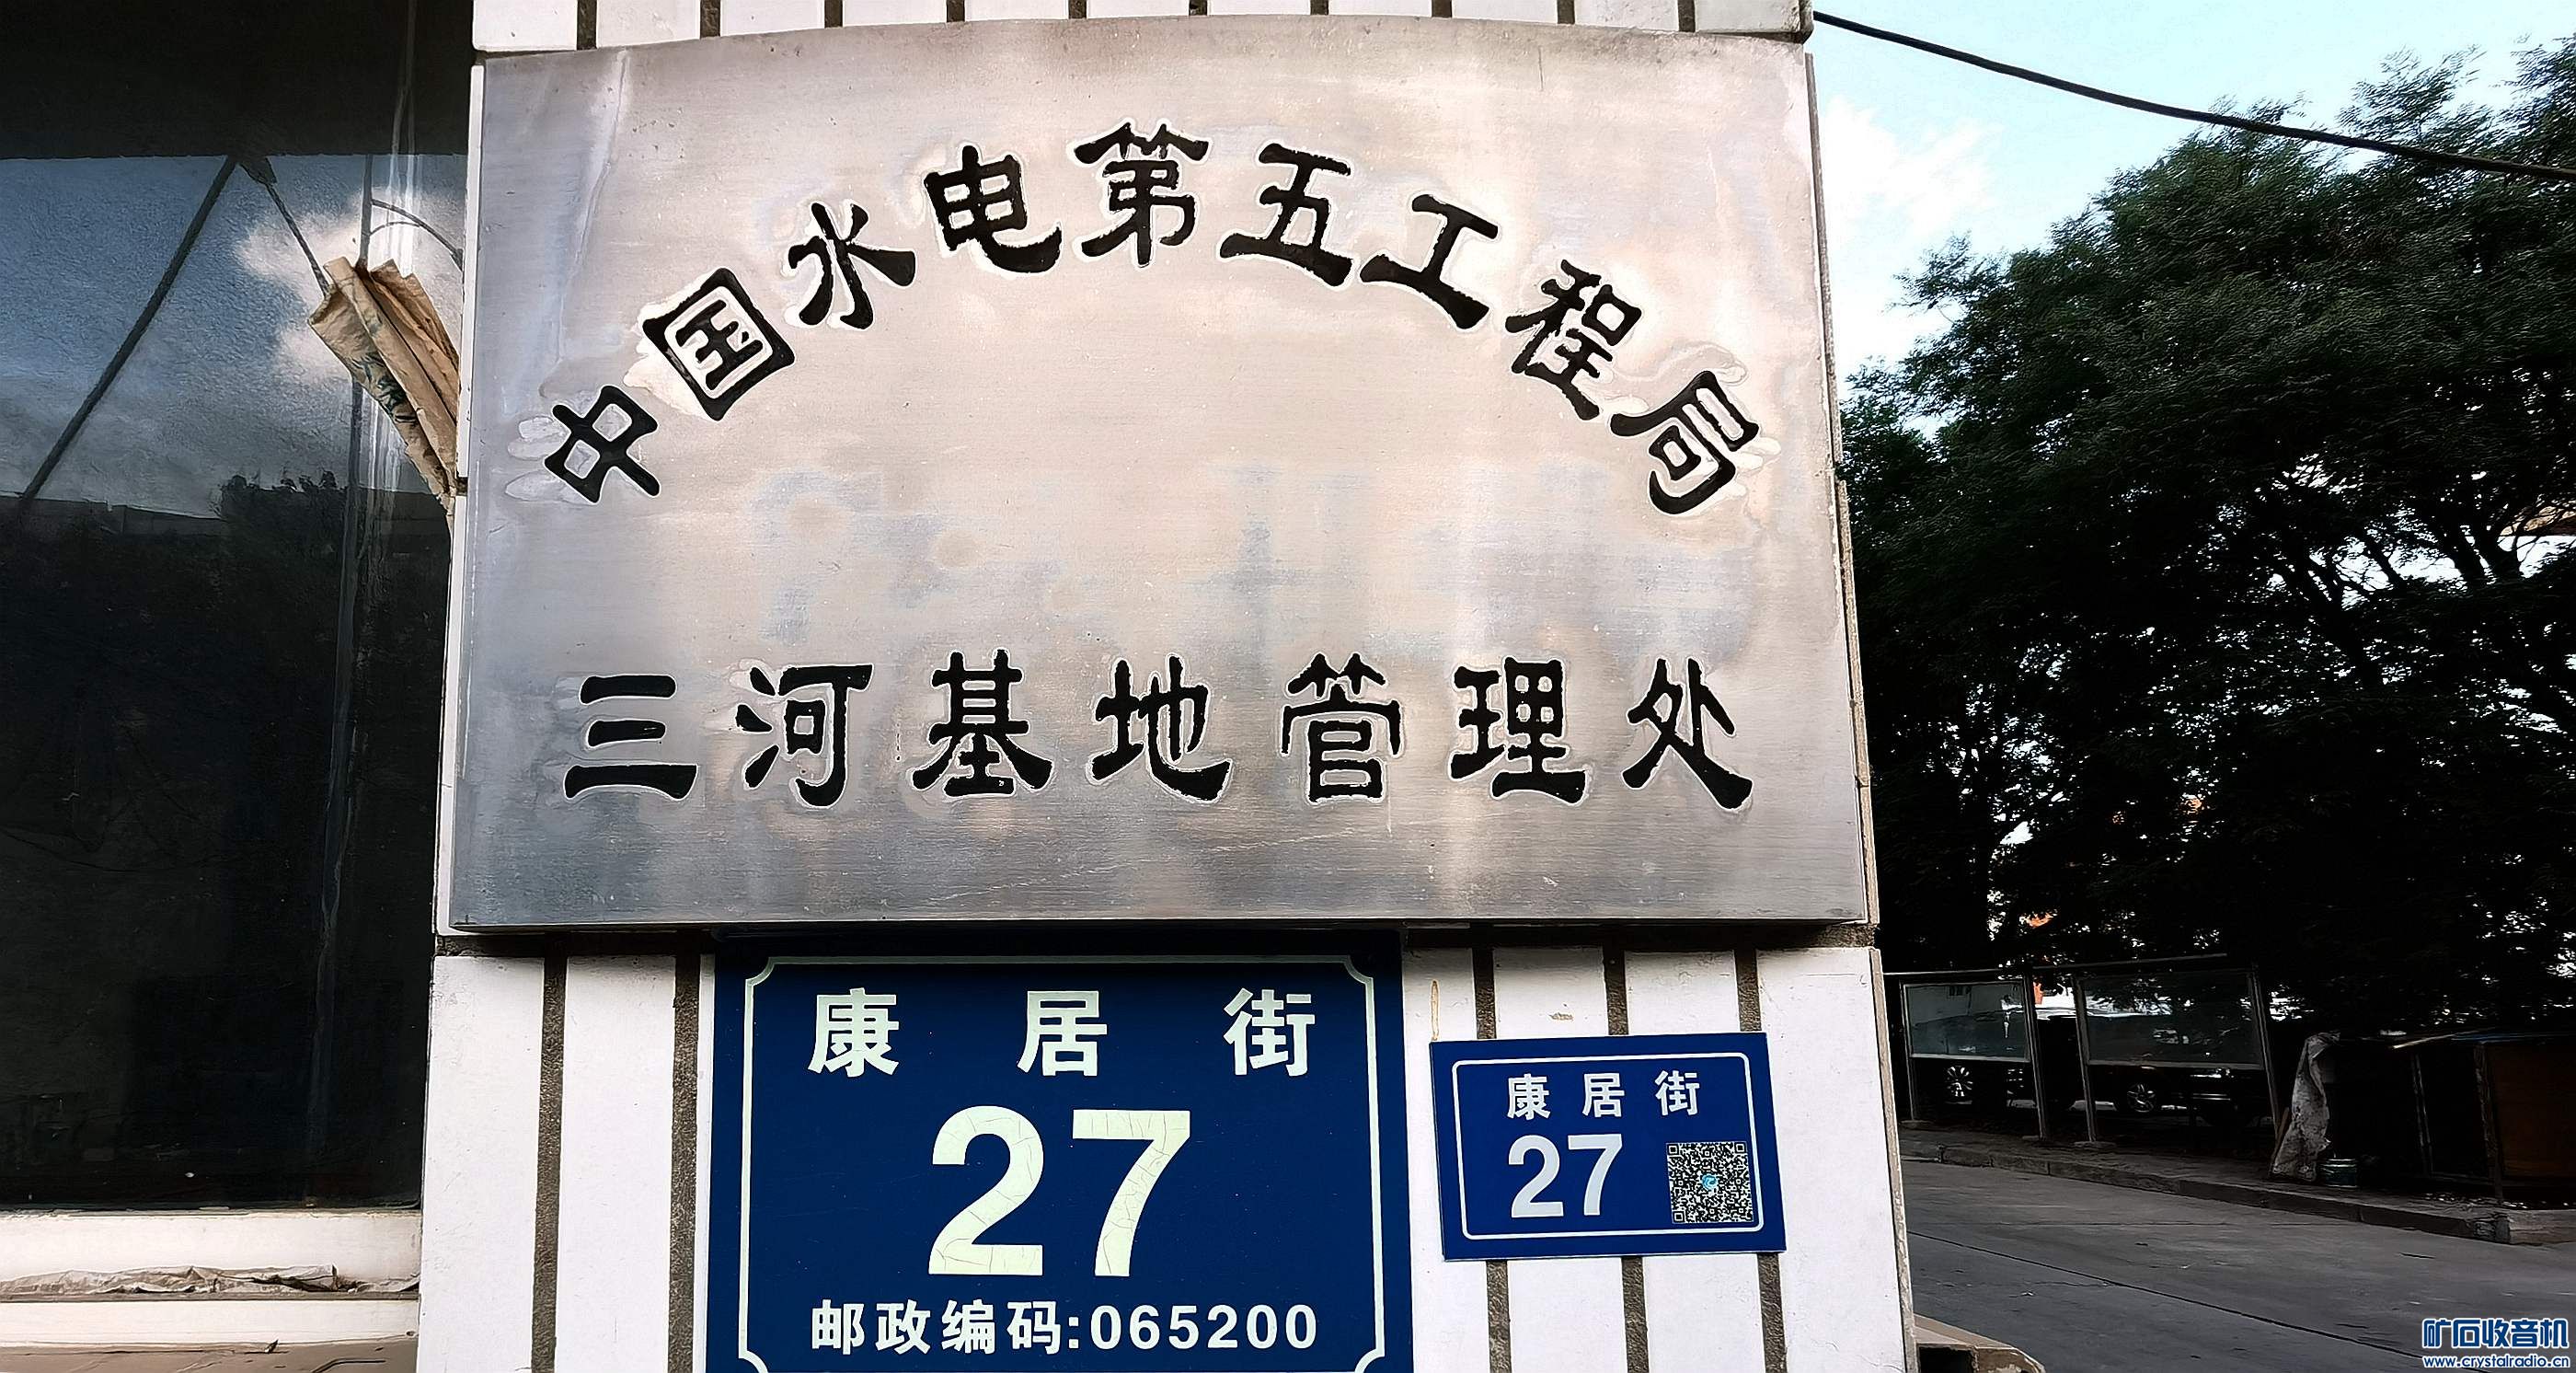 中国水电第五工程局
三河基地管理处
康居街
27
邮政编码:065200
康居街
27
矿石收音机
www.crystalradio.cn